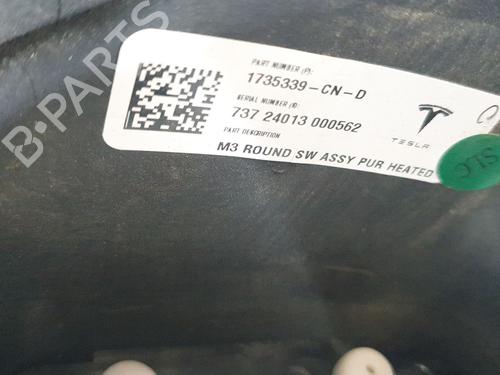 PART NUMBER (P):
1735339-CN-D
SERIAL NUMBER (S):
737 24013 000562
PART DESCRIPTION
M3 ROUND SW ASSY PUR HEATED
TESLA
SLC
B-PARTS